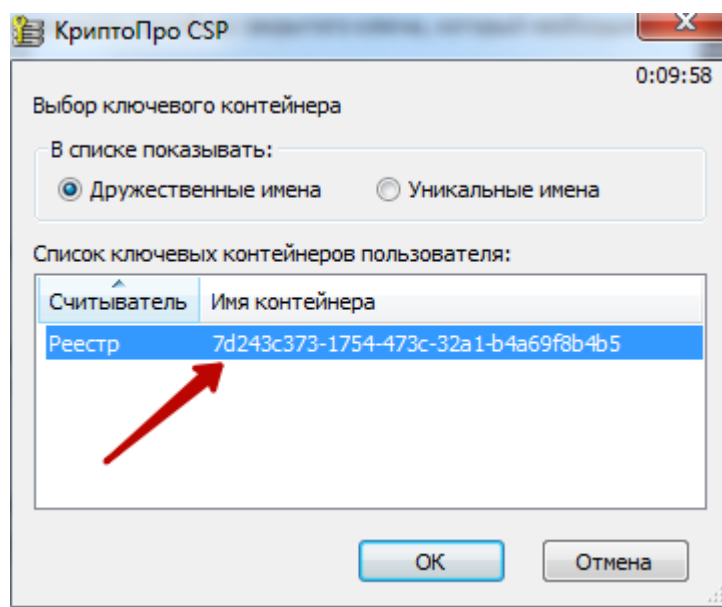 КриптоПро CSP
0:09:58
Выбор ключевого контейнера
В списке показывать:
Дружественные имена Уникальные имена
Список ключевых контейнеров пользователя:
Считыватель Имя контейнера
Реестр 7d243c373-1754-473c-32a1-b4a69f8b4b5
OK Отмена